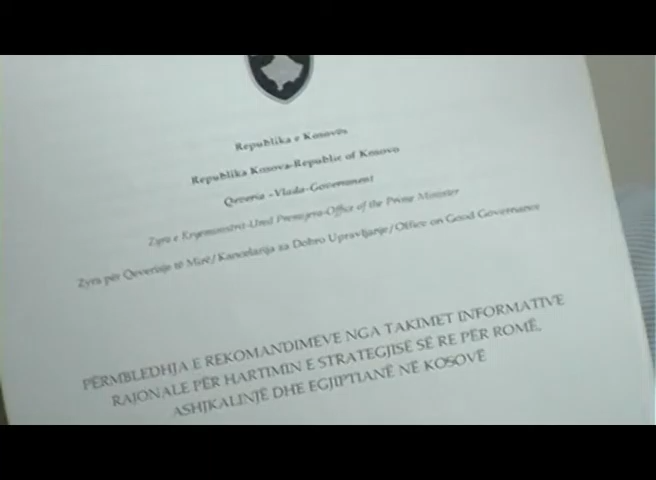 Republika e Kosovës
Republika Kosova-Republic of Kosovo
Qeveria -Vlada-Government
Zyra e Kryeministrit-Ured Premijera-Office of the Prime Minister
Zyra për Qeverisje të Mirë/Kancelarija za Dobro Upravljanje/Office on Good Governance
PËRMBLEDHJA E REKOMANDIMEVE NGA TAKIMET INFORMATIVE
RAJONALE PËR HARTIMIN E STRATEGJISË SË RE PËR ROMË,
ASHJKALINJË DHE EGJIPTIANË NË KOSOVË